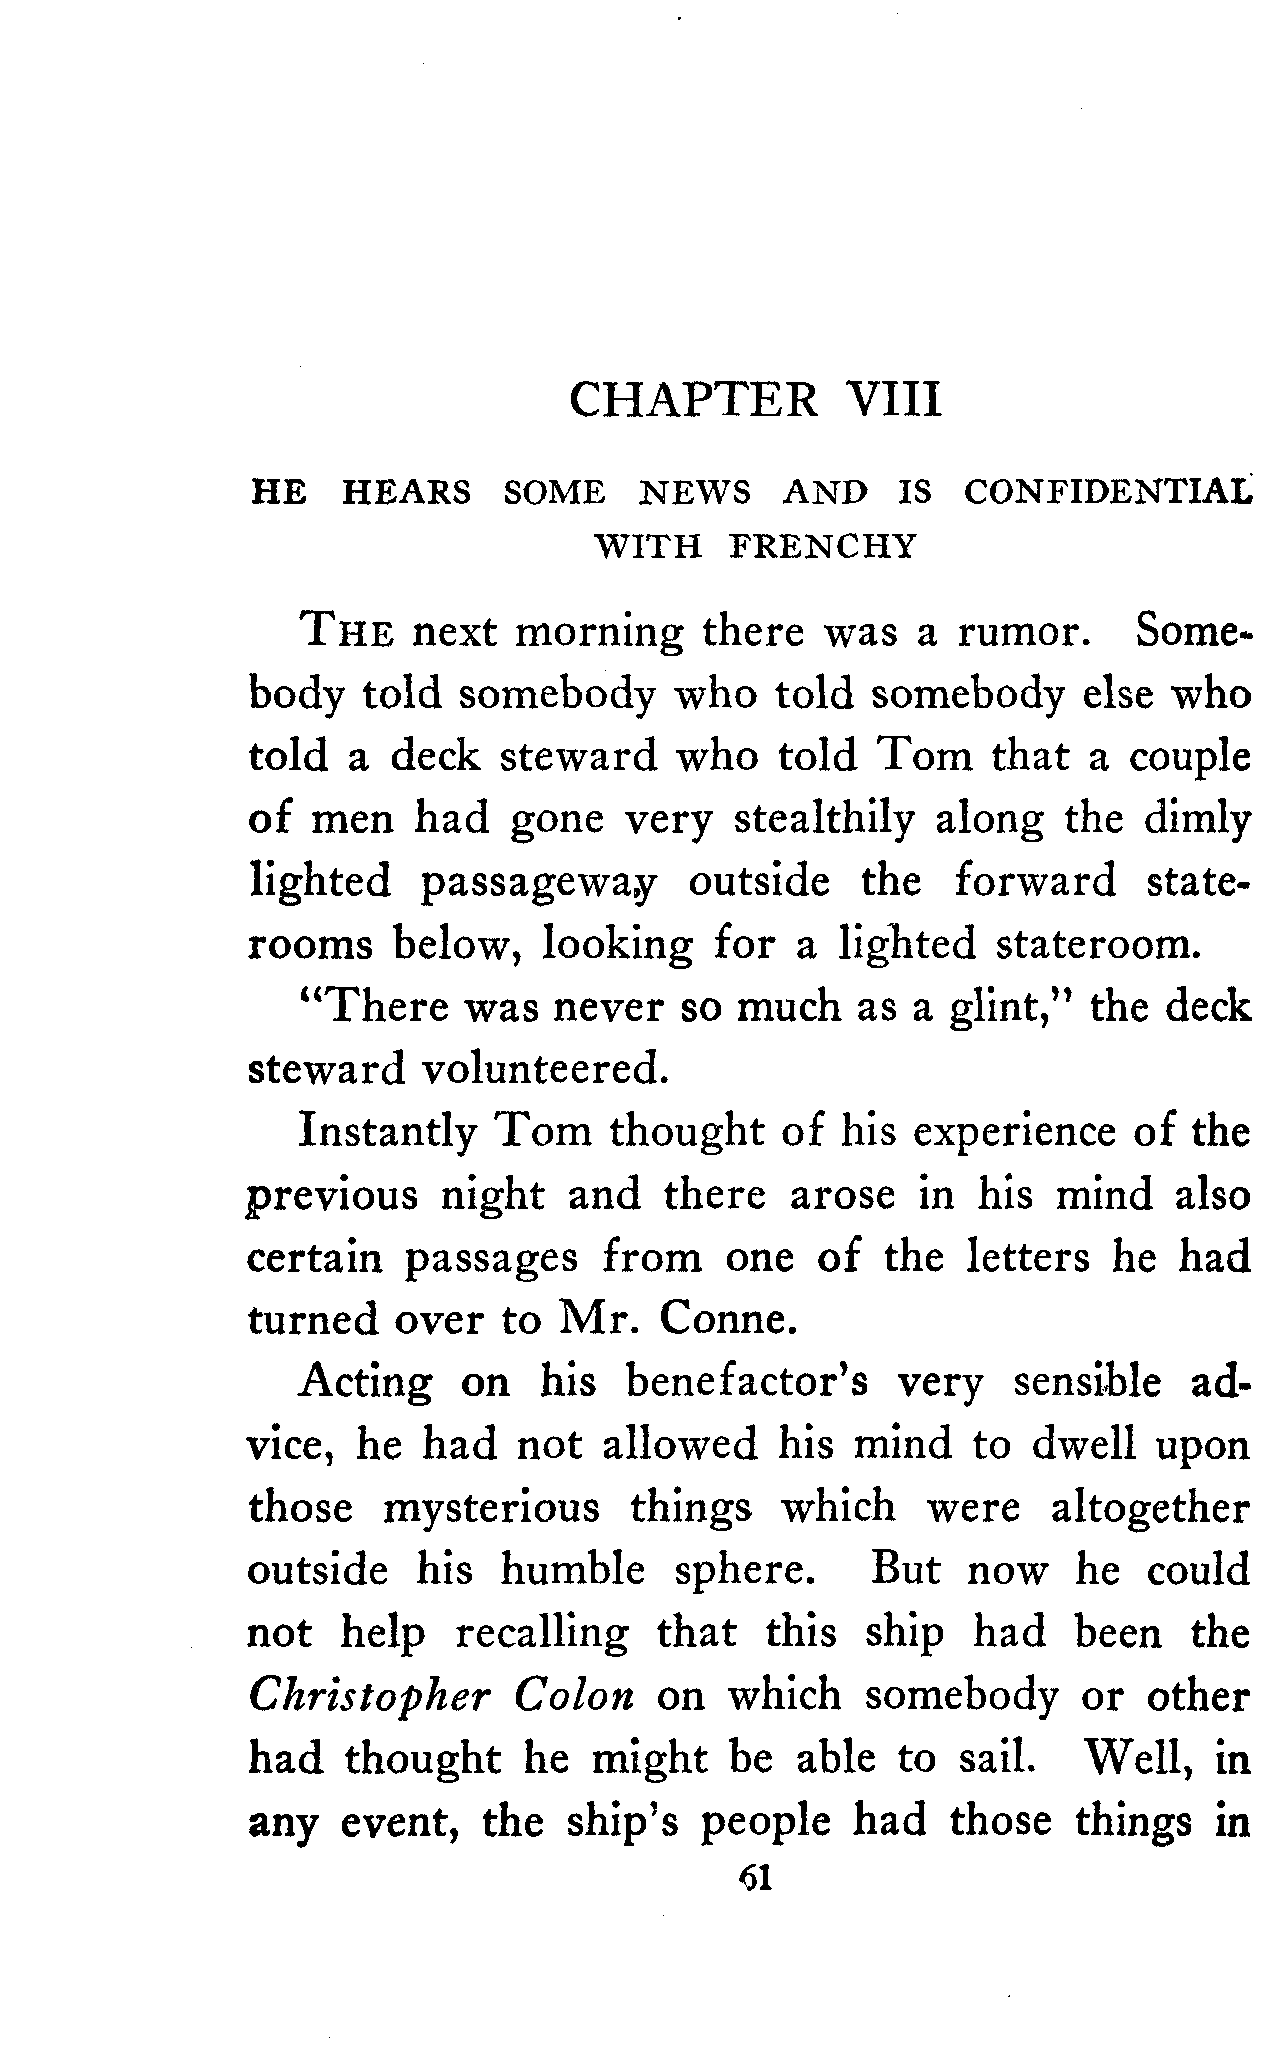 CHAPTER VIII
HE HEARS SOME NEWS AND IS CONFIDENTIAL
WITH FRENCHY
THE next morning there was a rumor. Some-
body told somebody who told somebody else who
told a deck steward who told Tom that a couple
of men had gone very stealthily along the dimly
lighted passageway outside the forward state-
rooms below, looking for a lighted stateroom.
"There was never so much as a glint," the deck
steward volunteered.
Instantly Tom thought of his experience of the
previous night and there arose in his mind also
certain passages from one of the letters he had
turned over to Mr. Conne.
Acting on his benefactor's very sensible ad-
vice, he had not allowed his mind to dwell upon
those mysterious things which were altogether
outside his humble sphere. But now he could
not help recalling that this ship had been the
Christopher Colon on which somebody or other
had thought he might be able to sail. Well, in
any event, the ship's people had those things in
61